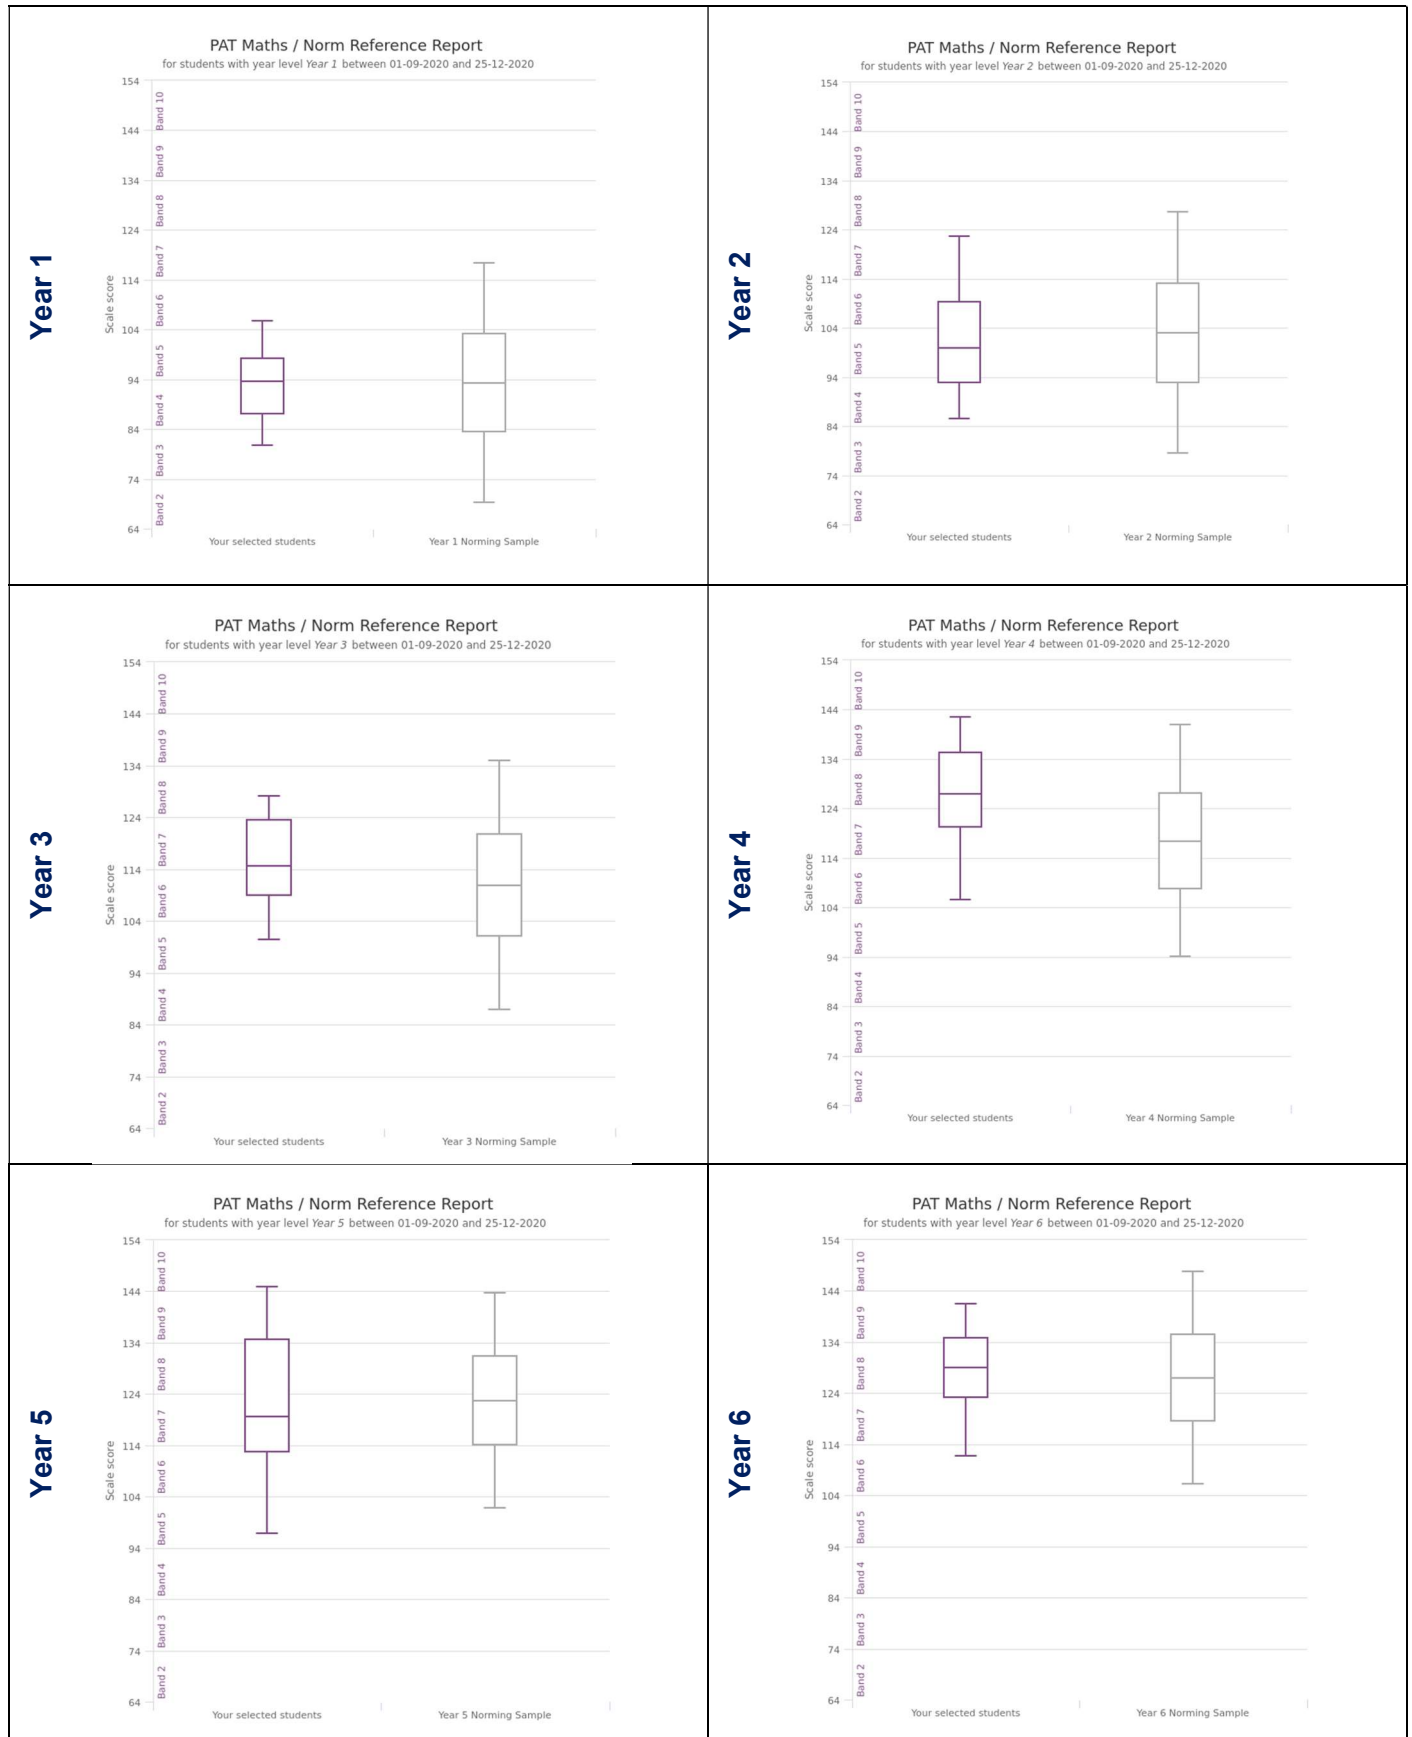 Year 1
PAT Maths / Norm Reference Report
for students with year level Year 1 between 01-09-2020 and 25-12-2020
Scale score
154
144
134
124
114
104
94
84
74
64
Band 10
Band 9
Band 8
Band 7
Band 6
Band 5
Band 4
Band 3
Band 2
Your selected students
Year 1 Norming Sample
Year 2
PAT Maths / Norm Reference Report
for students with year level Year 2 between 01-09-2020 and 25-12-2020
Scale score
154
144
134
124
114
104
94
84
74
64
Band 10
Band 9
Band 8
Band 7
Band 6
Band 5
Band 4
Band 3
Band 2
Your selected students
Year 2 Norming Sample
Year 3
PAT Maths / Norm Reference Report
for students with year level Year 3 between 01-09-2020 and 25-12-2020
Scale score
154
144
134
124
114
104
94
84
74
64
Band 10
Band 9
Band 8
Band 7
Band 6
Band 5
Band 4
Band 3
Band 2
Your selected students
Year 3 Norming Sample
Year 4
PAT Maths / Norm Reference Report
for students with year level Year 4 between 01-09-2020 and 25-12-2020
Scale score
154
144
134
124
114
104
94
84
74
64
Band 10
Band 9
Band 8
Band 7
Band 6
Band 5
Band 4
Band 3
Band 2
Your selected students
Year 4 Norming Sample
Year 5
PAT Maths / Norm Reference Report
for students with year level Year 5 between 01-09-2020 and 25-12-2020
Scale score
154
144
134
124
114
104
94
84
74
64
Band 10
Band 9
Band 8
Band 7
Band 6
Band 5
Band 4
Band 3
Band 2
Your selected students
Year 5 Norming Sample
Year 6
PAT Maths / Norm Reference Report
for students with year level Year 6 between 01-09-2020 and 25-12-2020
Scale score
154
144
134
124
114
104
94
84
74
64
Band 10
Band 9
Band 8
Band 7
Band 6
Band 5
Band 4
Band 3
Band 2
Your selected students
Year 6 Norming Sample